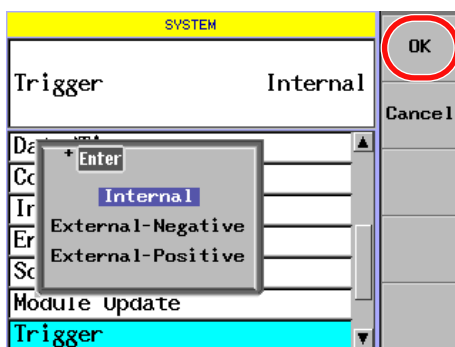 SYSTEM
OK
Trigger Internal
Cancel
+ Enter
Internal
External-Negative
External-Positive
Module Update
Trigger